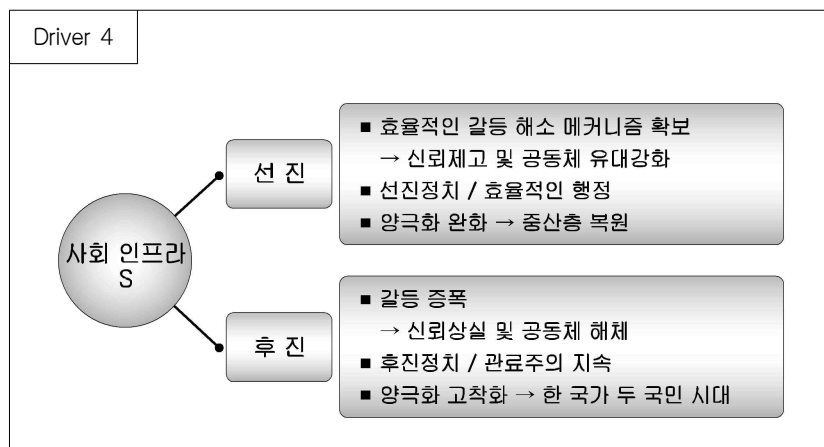 Driver 4
사회 인프라
S
선 진
■ 효율적인 갈등 해소 메커니즘 확보
→ 신뢰제고 및 공동체 유대강화
■ 선진정치 / 효율적인 행정
■ 양극화 완화 → 중산층 복원
후 진
■ 갈등 증폭
→ 신뢰상실 및 공동체 해체
■ 후진정치 / 관료주의 지속
■ 양극화 고착화 → 한 국가 두 국민 시대